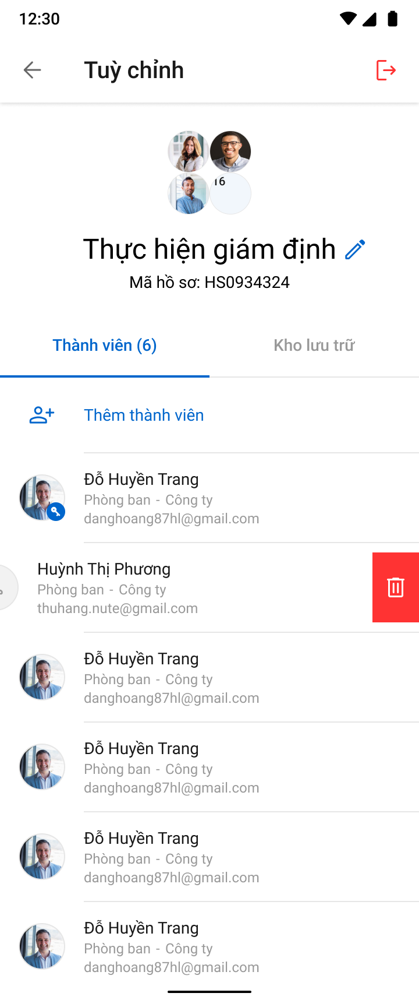 12:30
Tuỳ chỉnh
16
Thực hiện giám định
Mã hồ sơ: HS0934324
Thành viên (6)
Kho lưu trữ
Thêm thành viên
Đỗ Huyền Trang
Phòng ban - Công ty
danghoang87hl@gmail.com
Huỳnh Thị Phương
Phòng ban - Công ty
thuhang.nute@gmail.com
Đỗ Huyền Trang
Phòng ban - Công ty
danghoang87hl@gmail.com
Đỗ Huyền Trang
Phòng ban - Công ty
danghoang87hl@gmail.com
Đỗ Huyền Trang
Phòng ban - Công ty
danghoang87hl@gmail.com
Đỗ Huyền Trang
Phòng ban - Công ty
danghoang87hl@gmail.com